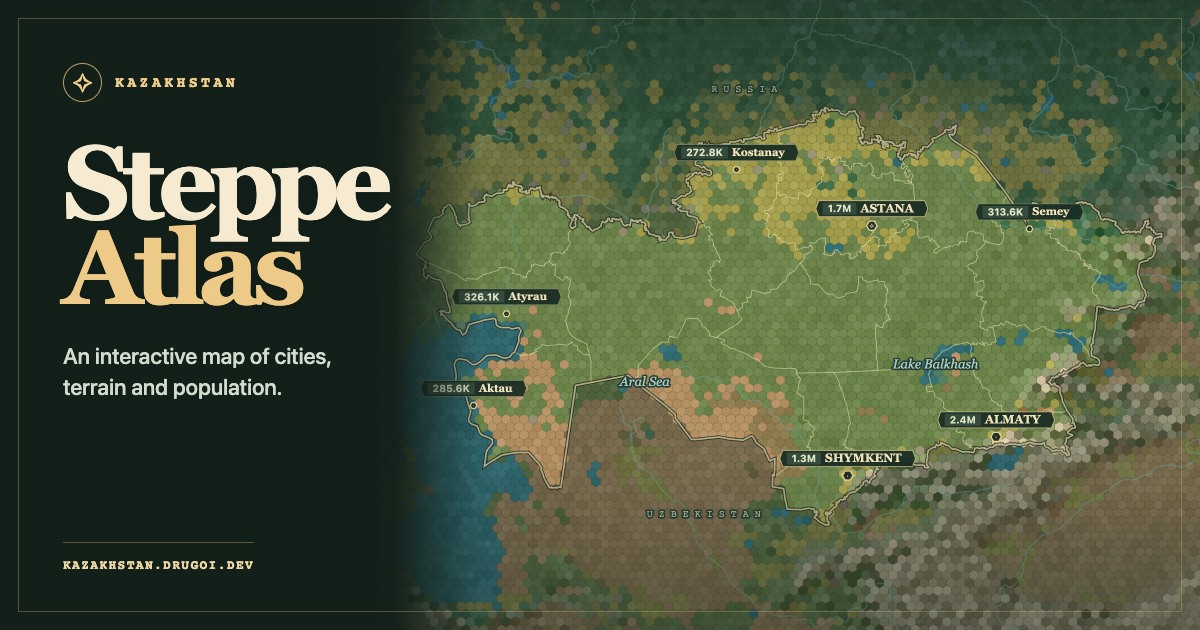 KAZAKHSTAN
Steppe
Atlas
An interactive map of cities,
terrain and population.
KAZAKHSTAN.DRUGOI.DEV
RUSSIA
272.8K Kostanay
1.7M ASTANA
313.6K Semey
326.1K Atyrau
Lake Balkhash
Aral Sea
285.6K Aktau
2.4M ALMATY
1.3M SHYMKENT
UZBEKISTAN